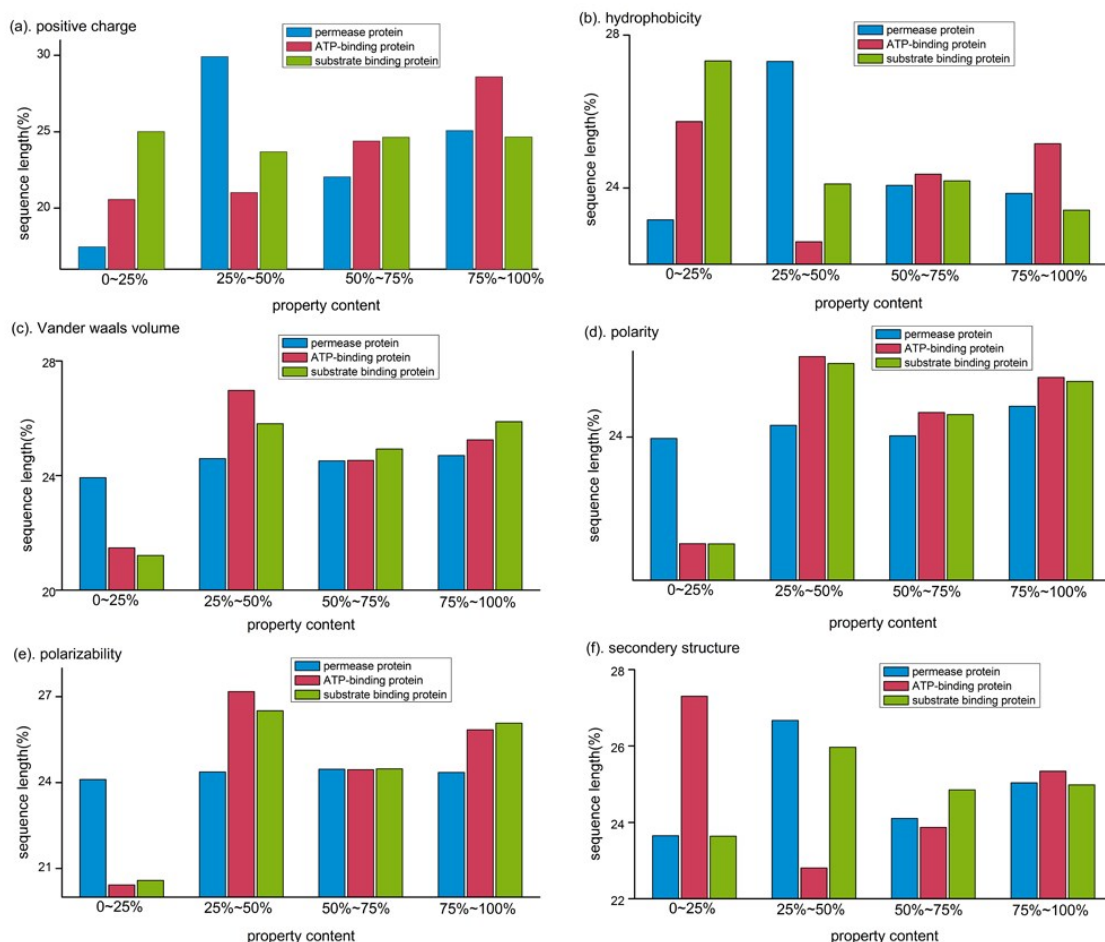 (a). positive charge
permease protein
ATP-binding protein
substrate binding protein
30
25
20
sequence length(%)
0~25%
25%~50%
50%~75%
75%~100%
property content
(b). hydrophobicity
permease protein
ATP-binding protein
substrate binding protein
28
24
sequence length(%)
0~25%
25%~50%
50%~75%
75%~100%
property content
(c). Vander waals volume
permease protein
ATP-binding protein
substrate binding protein
28
24
20
sequence length(%)
0~25%
25%~50%
50%~75%
75%~100%
property content
(d). polarity
permease protein
ATP-binding protein
substrate binding protein
24
sequence length(%)
0~25%
25%~50%
50%~75%
75%~100%
property content
(e). polarizability
permease protein
ATP-binding protein
substrate binding protein
27
24
21
sequence length(%)
0~25%
25%~50%
50%~75%
75%~100%
property content
(f). secondery structure
permease protein
ATP-binding protein
substrate binding protein
28
26
24
22
sequence length(%)
0~25%
25%~50%
50%~75%
75%~100%
property content